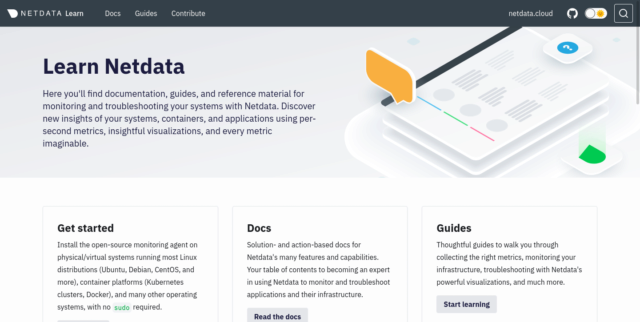 NETDATA Learn Docs Guides Contribute netdata.cloud
Learn Netdata
Here you'll find documentation, guides, and reference material for
monitoring and troubleshooting your systems with Netdata. Discover
new insights of your systems, containers, and applications using per-
second metrics, insightful visualizations, and every metric
imaginable.
Get started
Install the open-source monitoring agent on
physical/virtual systems running most Linux
distributions (Ubuntu, Debian, CentOS, and
more), container platforms (Kubernetes
clusters, Docker), and many other operating
systems, with no sudo required.
Docs
Solution- and action-based docs for
Netdata's many features and capabilities.
Your table of contents to becoming an expert
in using Netdata to monitor and troubleshoot
applications and their infrastructure.
Read the docs
Guides
Thoughtful guides to walk you through
collecting the right metrics, monitoring your
infrastructure, troubleshooting with Netdata's
powerful visualizations, and much more.
Start learning